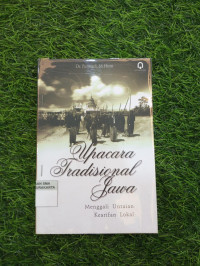 Upacara
Tradisional
Jawa
Menggali Untaian
Kearifan Lokal